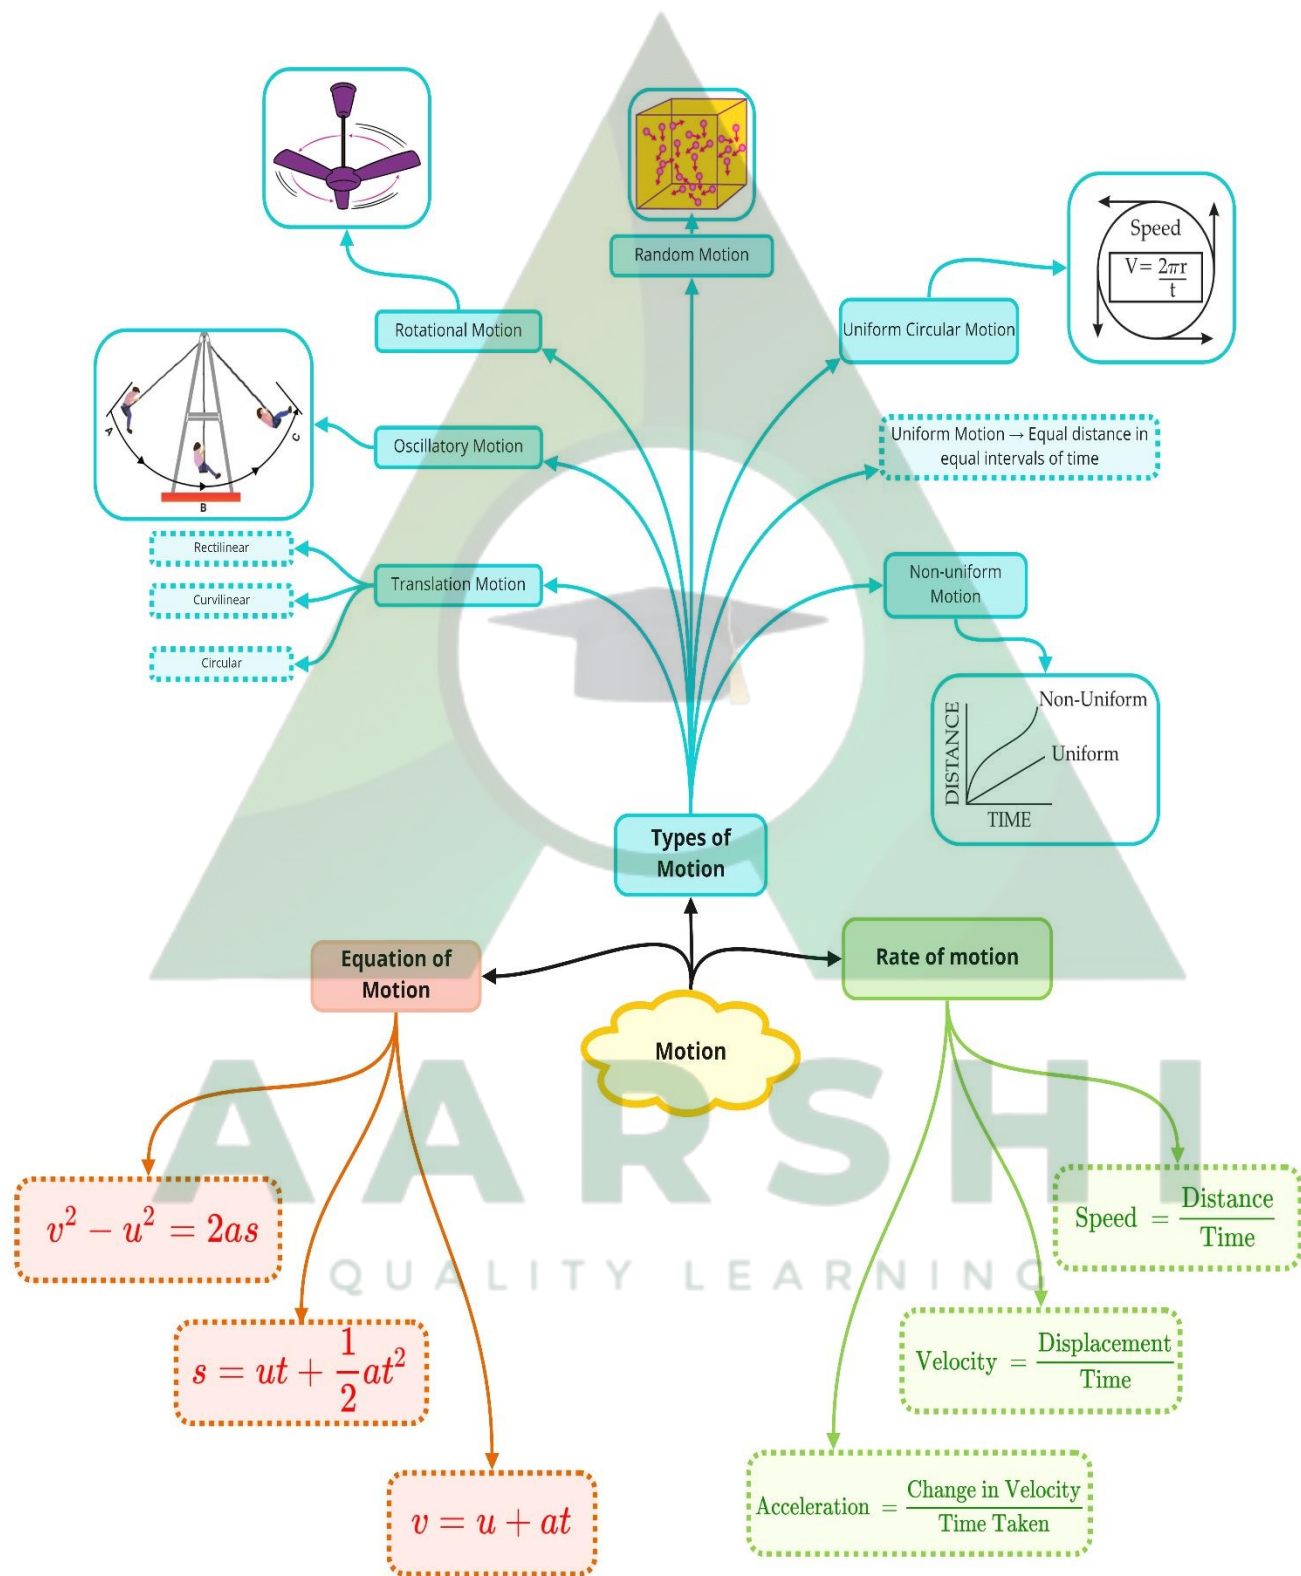 Random Motion
Speed
V = 2πr/t
Rotational Motion
Uniform Circular Motion
A
C
B
Oscillatory Motion
Uniform Motion → Equal distance in
equal intervals of time
Rectilinear
Curvilinear
Circular
Translation Motion
Non-uniform
Motion
DISTANCE
Non-Uniform
Uniform
TIME
Types of
Motion
Equation of
Motion
Rate of motion
Motion
AARSHI
QUALITY LEARNING
v² − u² = 2as
Speed = Distance/Time
s = ut + 1/2 at²
Velocity = Displacement/Time
v = u + at
Acceleration = Change in Velocity/Time Taken